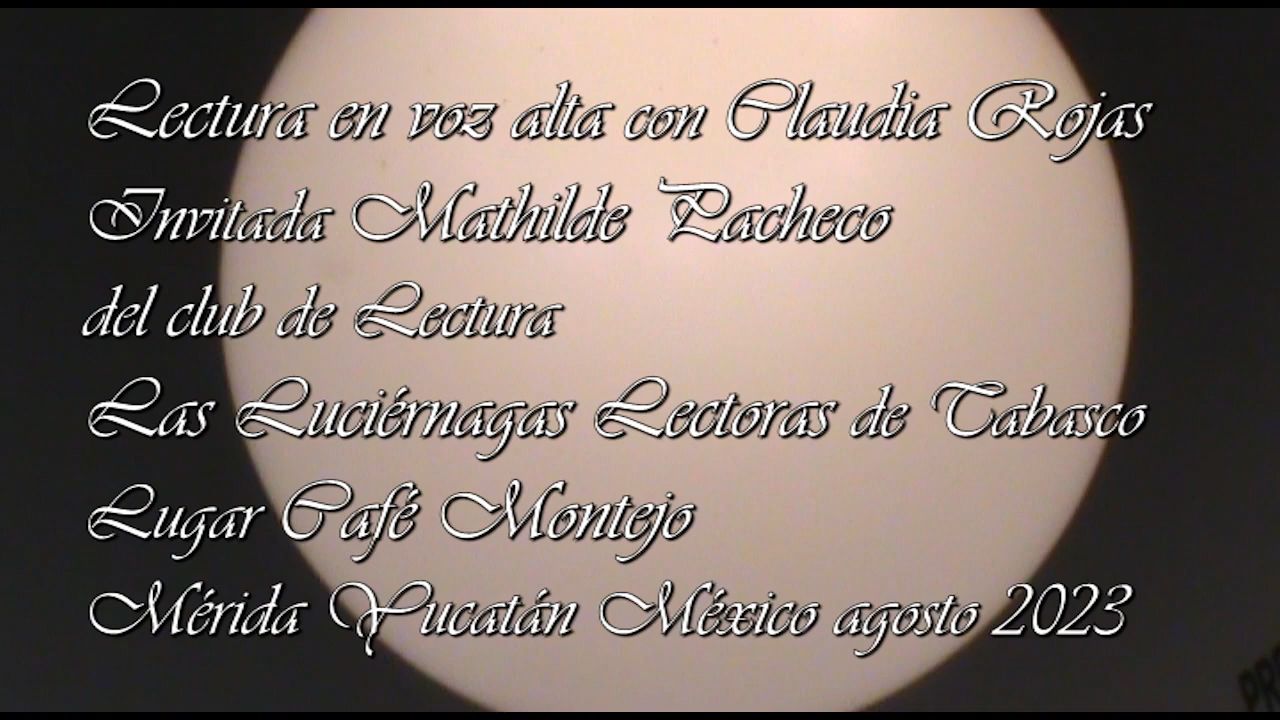 Lectura en voz alta con Claudia Rojas
Invitada Mathilde Pacheco
del club de Lectura
Las Luciérnagas Lectoras de Tabasco
Lugar Café Montejo
Mérida Yucatán México agosto 2023